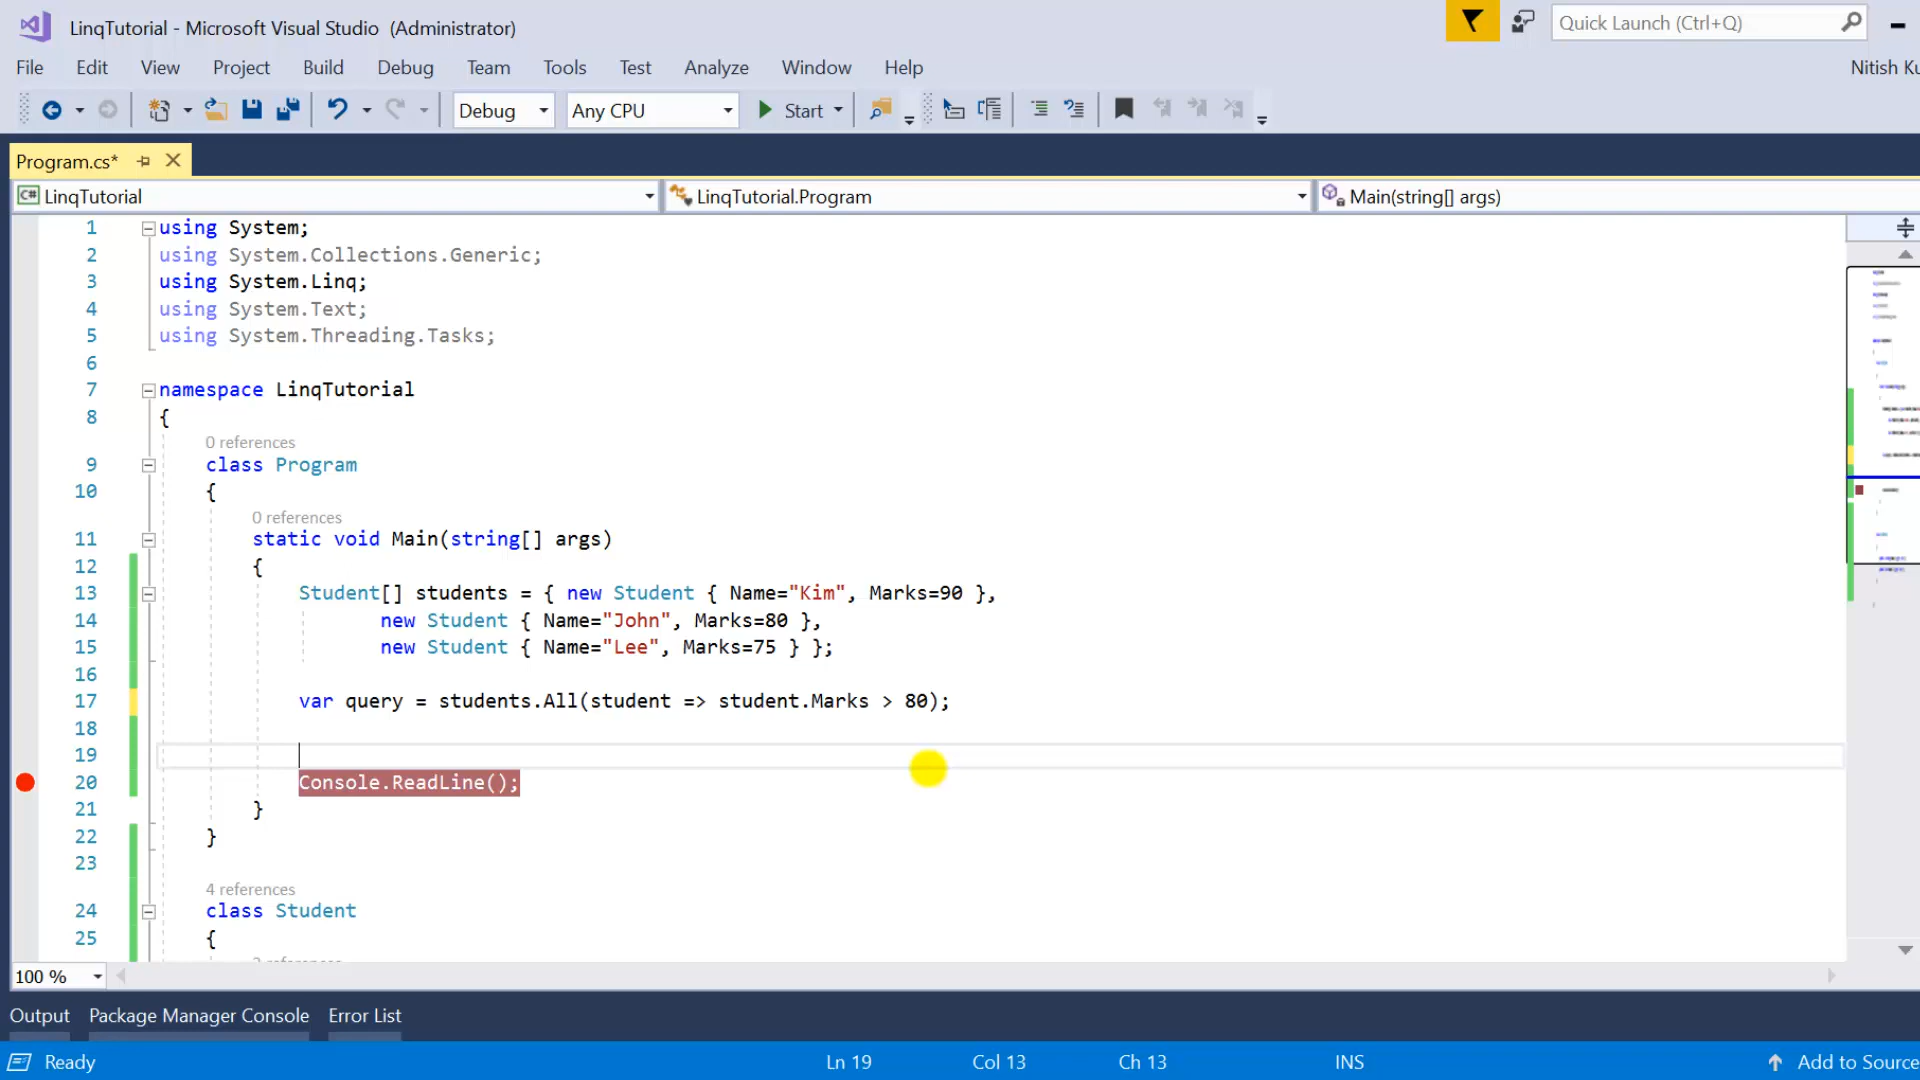 LinqTutorial - Microsoft Visual Studio (Administrator)
Quick Launch (Ctrl+Q)
File Edit View Project Build Debug Team Tools Test Analyze Window Help
Nitish Ku
Debug Any CPU Start
Program.cs*
C# LinqTutorial LinqTutorial.Program Main(string[] args)
1 using System;
2 using System.Collections.Generic;
3 using System.Linq;
4 using System.Text;
5 using System.Threading.Tasks;
6
7 namespace LinqTutorial
8 {
0 references
9 class Program
10 {
0 references
11 static void Main(string[] args)
12 {
13 Student[] students = { new Student { Name="Kim", Marks=90 },
14 new Student { Name="John", Marks=80 },
15 new Student { Name="Lee", Marks=75 } };
16
17 var query = students.All(student => student.Marks > 80);
18
19
20 Console.ReadLine();
21 }
22 }
23
4 references
24 class Student
25 {
100 %
Output Package Manager Console Error List
Ready Ln 19 Col 13 Ch 13 INS Add to Source